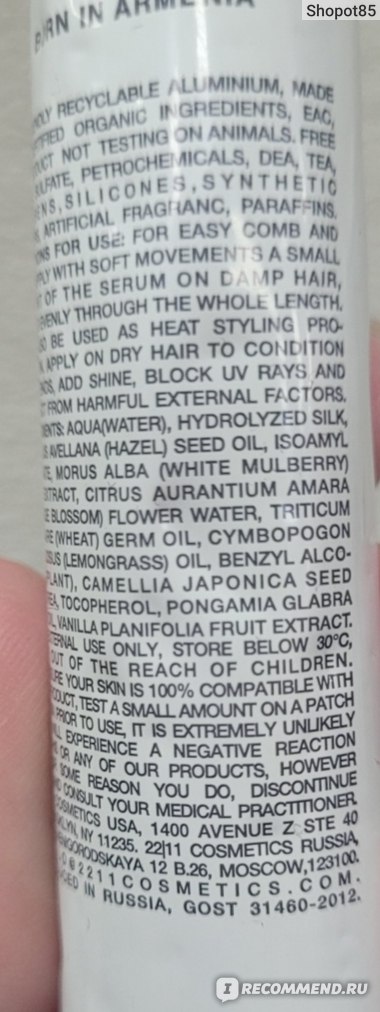 Shopot85
BORN IN ARMENIA
RECYCLABLE ALUMINIUM, MADE
ORGANIC INGREDIENTS, EAC,
NOT TESTING ON ANIMALS. FREE
PETROCHEMICALS, DEA, TEA,
SILICONES, SYNTHETIC
ARTIFICIAL FRAGRANC, PARAFFINS.
FOR USE: FOR EASY COMB AND
WITH SOFT MOVEMENTS A SMALL
OF THE SERUM ON DAMP HAIR,
THROUGH THE WHOLE LENGTH.
BE USED AS HEAT STYLING PRO-
APPLY ON DRY HAIR TO CONDITION
ADD SHINE, BLOCK UV RAYS AND
FROM HARMFUL EXTERNAL FACTORS.
AQUA(WATER), HYDROLYZED SILK,
AVELLANA (HAZEL) SEED OIL, ISOAMYL
MORUS ALBA (WHITE MULBERRY)
CITRUS AURANTIUM AMARA
BLOSSOM) FLOWER WATER, TRITICUM
(WHEAT) GERM OIL, CYMBOPOGON
(LEMONGRASS) OIL, BENZYL ALCO-
CAMELLIA JAPONICA SEED
TOCOPHEROL, PONGAMIA GLABRA
VANILLA PLANIFOLIA FRUIT EXTRACT.
USE ONLY, STORE BELOW 30°C,
OUT OF THE REACH OF CHILDREN.
YOUR SKIN IS 100% COMPATIBLE WITH
TEST A SMALL AMOUNT ON A PATCH
PRIOR TO USE, IT IS EXTREMELY UNLIKELY
EXPERIENCE A NEGATIVE REACTION
OR ANY OF OUR PRODUCTS, HOWEVER
SOME REASON YOU DO, DISCONTINUE
CONSULT YOUR MEDICAL PRACTITIONER.
COSMETICS USA, 1400 AVENUE Z STE 40
NY 11235. 22|11 COSMETICS RUSSIA,
12 B.26, MOSCOW,123100.
@2211COSMETICS.COM.
IN RUSSIA, GOST 31460-2012.
IRECOMMEND.RU